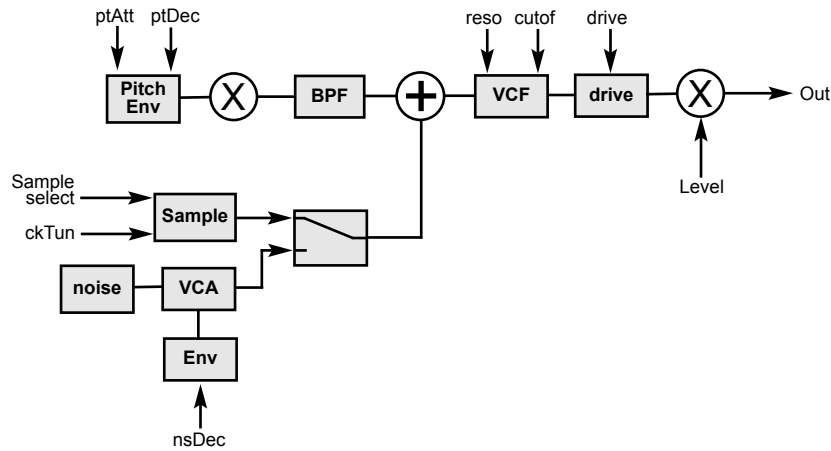 ptAtt ptDec
reso cutof
drive
Pitch
Env
X
BPF
+
VCF
drive
X
Out
Level
Sample
select
Sample
ckTun
noise
VCA
Env
nsDec